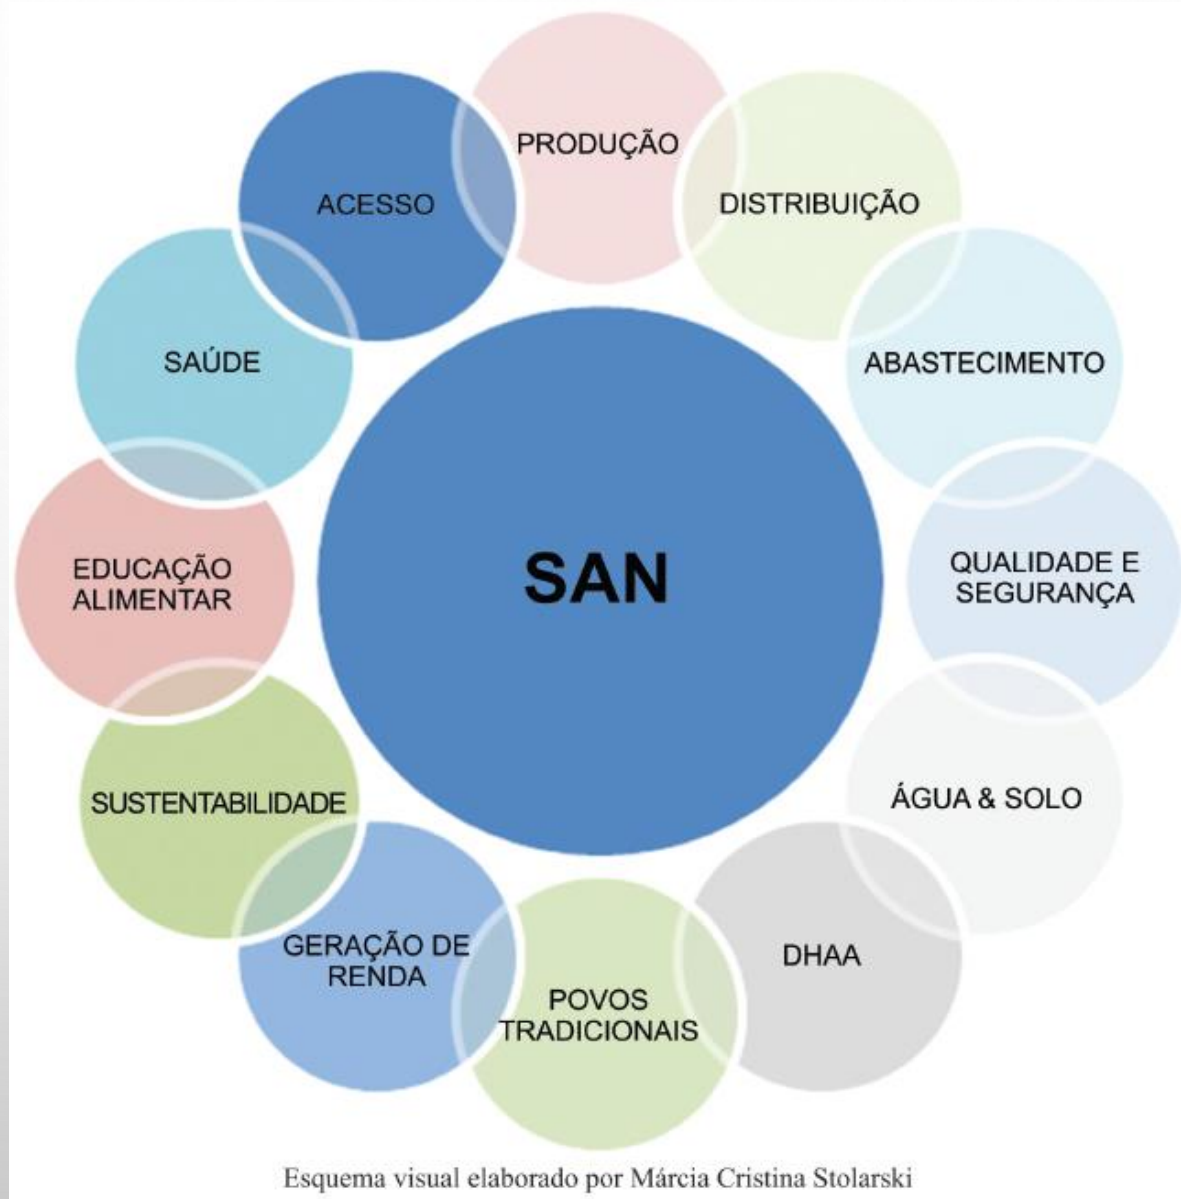 PRODUÇÃO
DISTRIBUIÇÃO
ABASTECIMENTO
QUALIDADE E
SEGURANÇA
ÁGUA & SOLO
DHAA
POVOS
TRADICIONAIS
GERAÇÃO DE
RENDA
SUSTENTABILIDADE
EDUCAÇÃO
ALIMENTAR
SAÚDE
ACESSO
SAN
Esquema visual elaborado por Márcia Cristina Stolarski